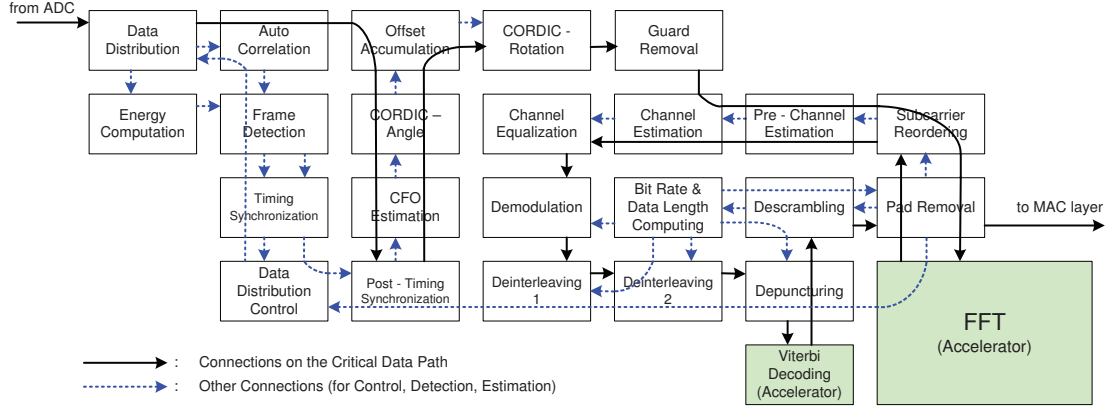 from ADC
Data
Distribution
Auto
Correlation
Offset
Accumulation
CORDIC -
Rotation
Guard
Removal
Energy
Computation
Frame
Detection
CORDIC –
Angle
Channel
Equalization
Channel
Estimation
Pre - Channel
Estimation
Subcarrier
Reordering
Timing
Synchronization
CFO
Estimation
Demodulation
Bit Rate &
Data Length
Computing
Descrambling
Pad Removal
to MAC layer
Data
Distribution
Control
Post - Timing
Synchronization
Deinterleaving
1
Deinterleaving
2
Depuncturing
FFT
(Accelerator)
Viterbi
Decoding
(Accelerator)
: Connections on the Critical Data Path
: Other Connections (for Control, Detection, Estimation)